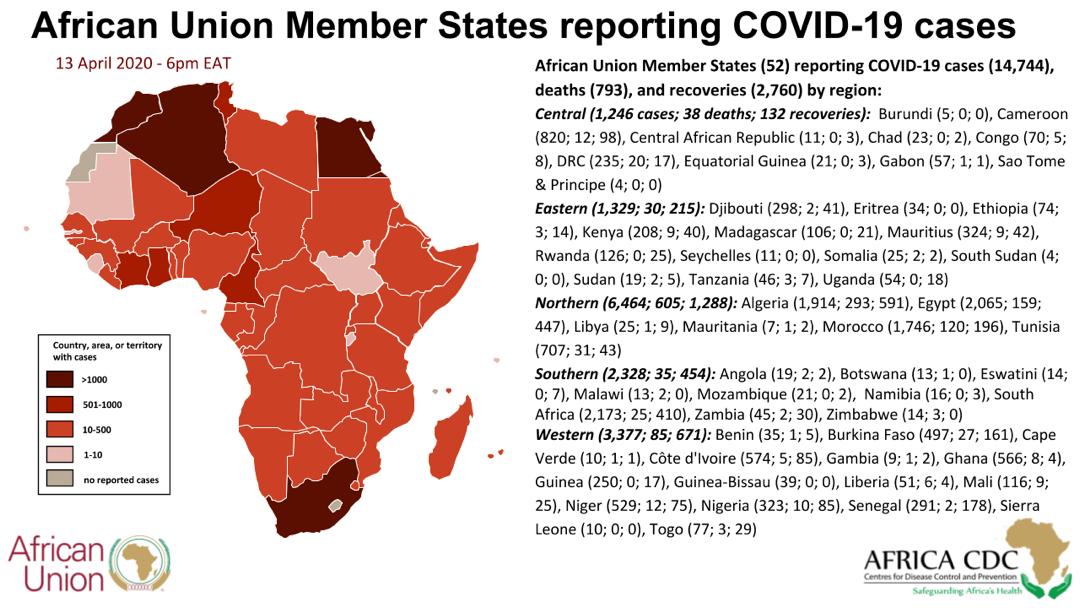 African Union Member States reporting COVID-19 cases
13 April 2020 - 6pm EAT
African Union Member States (52) reporting COVID-19 cases (14,744),
deaths (793), and recoveries (2,760) by region:
Central (1,246 cases; 38 deaths; 132 recoveries): Burundi (5; 0; 0), Cameroon
(820; 12; 98), Central African Republic (11; 0; 3), Chad (23; 0; 2), Congo (70; 5;
8), DRC (235; 20; 17), Equatorial Guinea (21; 0; 3), Gabon (57; 1; 1), Sao Tome
& Principe (4; 0; 0)
Eastern (1,329; 30; 215): Djibouti (298; 2; 41), Eritrea (34; 0; 0), Ethiopia (74;
3; 14), Kenya (208; 9; 40), Madagascar (106; 0; 21), Mauritius (324; 9; 42),
Rwanda (126; 0; 25), Seychelles (11; 0; 0), Somalia (25; 2; 2), South Sudan (4;
0; 0), Sudan (19; 2; 5), Tanzania (46; 3; 7), Uganda (54; 0; 18)
Northern (6,464; 605; 1,288): Algeria (1,914; 293; 591), Egypt (2,065; 159;
447), Libya (25; 1; 9), Mauritania (7; 1; 2), Morocco (1,746; 120; 196), Tunisia
(707; 31; 43)
Southern (2,328; 35; 454): Angola (19; 2; 2), Botswana (13; 1; 0), Eswatini (14;
0; 7), Malawi (13; 2; 0), Mozambique (21; 0; 2), Namibia (16; 0; 3), South
Africa (2,173; 25; 410), Zambia (45; 2; 30), Zimbabwe (14; 3; 0)
Western (3,377; 85; 671): Benin (35; 1; 5), Burkina Faso (497; 27; 161), Cape
Verde (10; 1; 1), Côte d'Ivoire (574; 5; 85), Gambia (9; 1; 2), Ghana (566; 8; 4),
Guinea (250; 0; 17), Guinea-Bissau (39; 0; 0), Liberia (51; 6; 4), Mali (116; 9;
25), Niger (529; 12; 75), Nigeria (323; 10; 85), Senegal (291; 2; 178), Sierra
Leone (10; 0; 0), Togo (77; 3; 29)
Country, area, or territory
with cases
>1000
501-1000
10-500
1-10
no reported cases
African
Union
AFRICA CDC
Centres for Disease Control and Prevention
Safeguarding Africa's Health